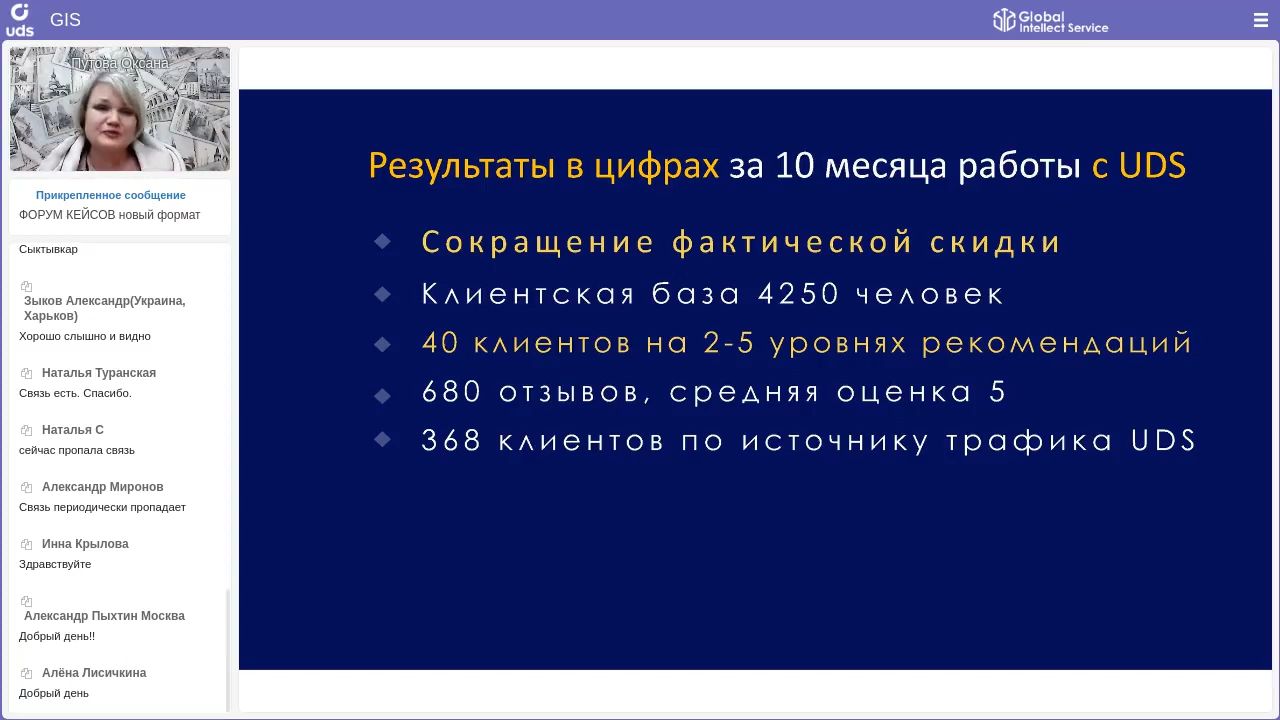 uds
GIS
Global
Intellect Service
Путова Оксана
Прикрепленное сообщение
ФОРУМ КЕЙСОВ новый формат
Сыктывкар
Зыков Александр(Украина,
Харьков)
Хорошо слышно и видно
Наталья Туранская
Связь есть. Спасибо.
Наталья С
сейчас пропала связь
Александр Миронов
Связь периодически пропадает
Инна Крылова
Здравствуйте
Александр Пыхтин Москва
Добрый день!!
Алёна Лисичкина
Добрый день
Результаты в цифрах за 10 месяца работы с UDS
Сокращение фактической скидки
Клиентская база 4250 человек
40 клиентов на 2-5 уровнях рекомендаций
680 отзывов, средняя оценка 5
368 клиентов по источнику трафика UDS